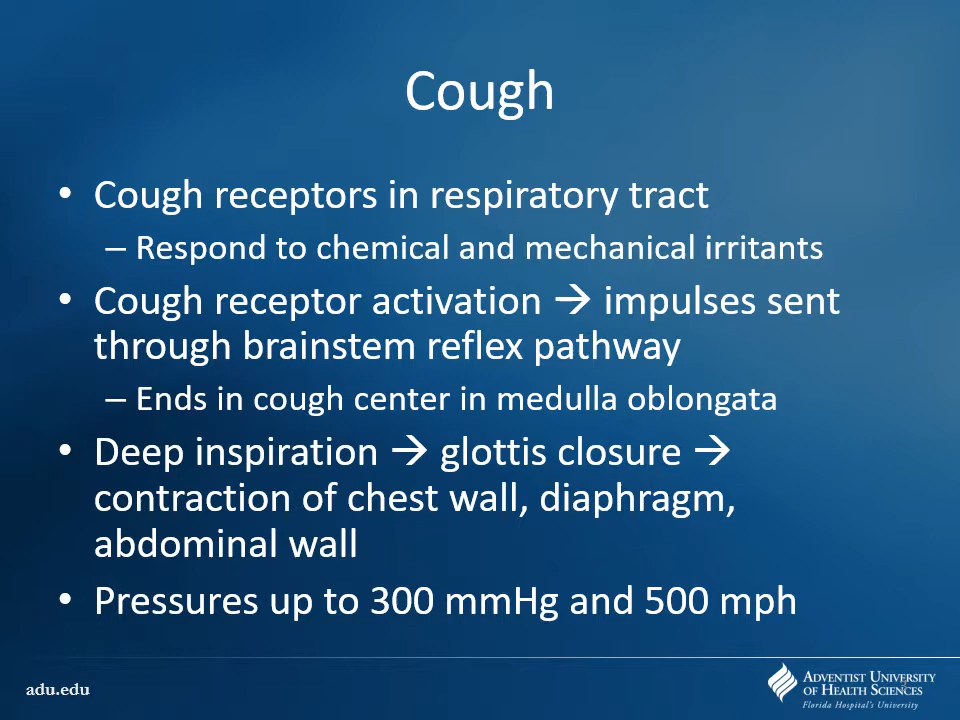 Cough
• Cough receptors in respiratory tract
– Respond to chemical and mechanical irritants
• Cough receptor activation → impulses sent
through brainstem reflex pathway
– Ends in cough center in medulla oblongata
• Deep inspiration → glottis closure →
contraction of chest wall, diaphragm,
abdominal wall
• Pressures up to 300 mmHg and 500 mph
adu.edu
ADVENTIST UNIVERSITY
OF HEALTH SCIENCES
Florida Hospital's University